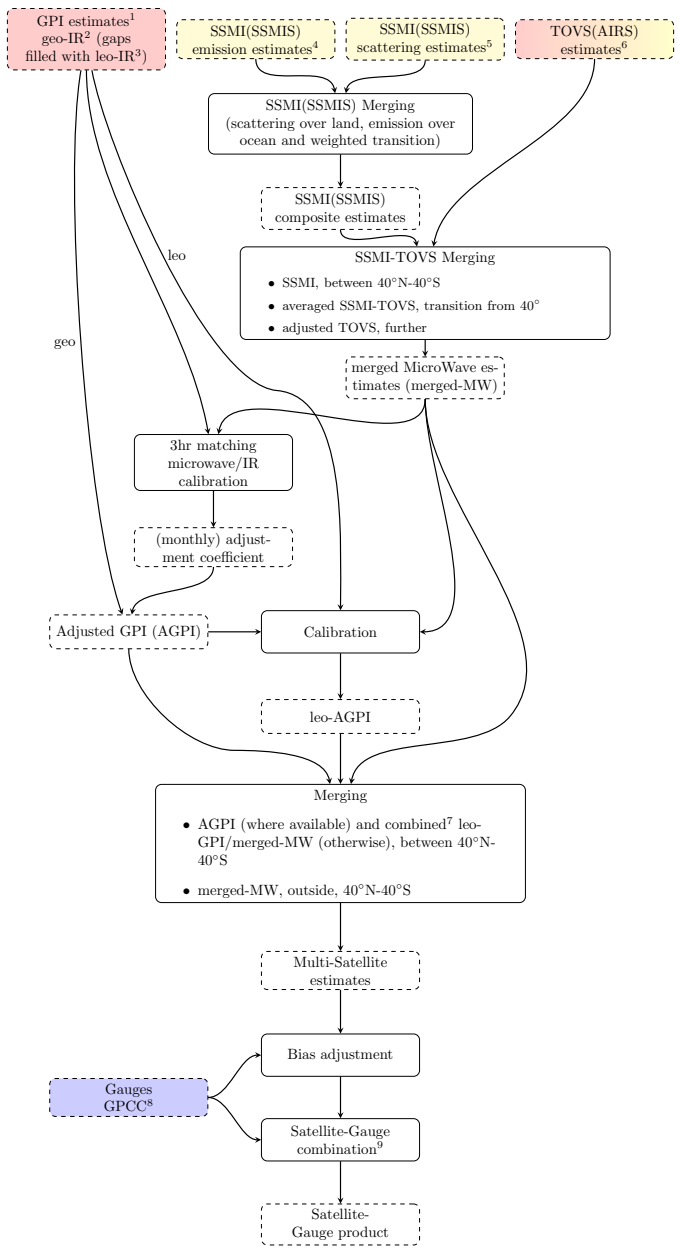 GPI estimates¹
geo-IR² (gaps
filled with leo-IR³)
SSMI(SSMIS)
emission estimates⁴
SSMI(SSMIS)
scattering estimates⁵
TOVS(AIRS)
estimates⁶
SSMI(SSMIS) Merging
(scattering over land, emission over
ocean and weighted transition)
SSMI(SSMIS)
composite estimates
leo
SSMI-TOVS Merging
• SSMI, between 40°N-40°S
• averaged SSMI-TOVS, transition from 40°
• adjusted TOVS, further
geo
merged MicroWave es-
timates (merged-MW)
3hr matching
microwave/IR
calibration
(monthly) adjust-
ment coefficient
Adjusted GPI (AGPI)
Calibration
leo-AGPI
Merging
• AGPI (where available) and combined⁷ leo-
GPI/merged-MW (otherwise), between 40°N-
40°S
• merged-MW, outside, 40°N-40°S
Multi-Satellite
estimates
Bias adjustment
Gauges
GPCC⁸
Satellite-Gauge
combination⁹
Satellite-
Gauge product